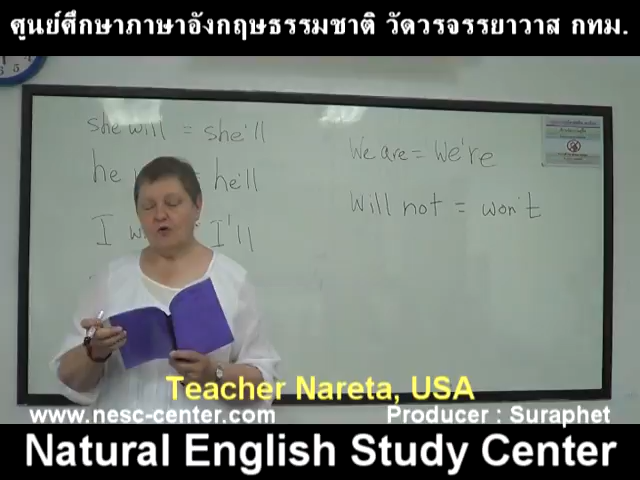 ศูนย์ศึกษาภาษาอังกฤษธรรมชาติ วัดวรจรรยาวาส กทม.
she will = she'll
he = he'll
I = I'll
We are = We're
Will not = won't
Teacher Nareta, USA
www.nesc-center.com
Producer : Suraphet
Natural English Study Center